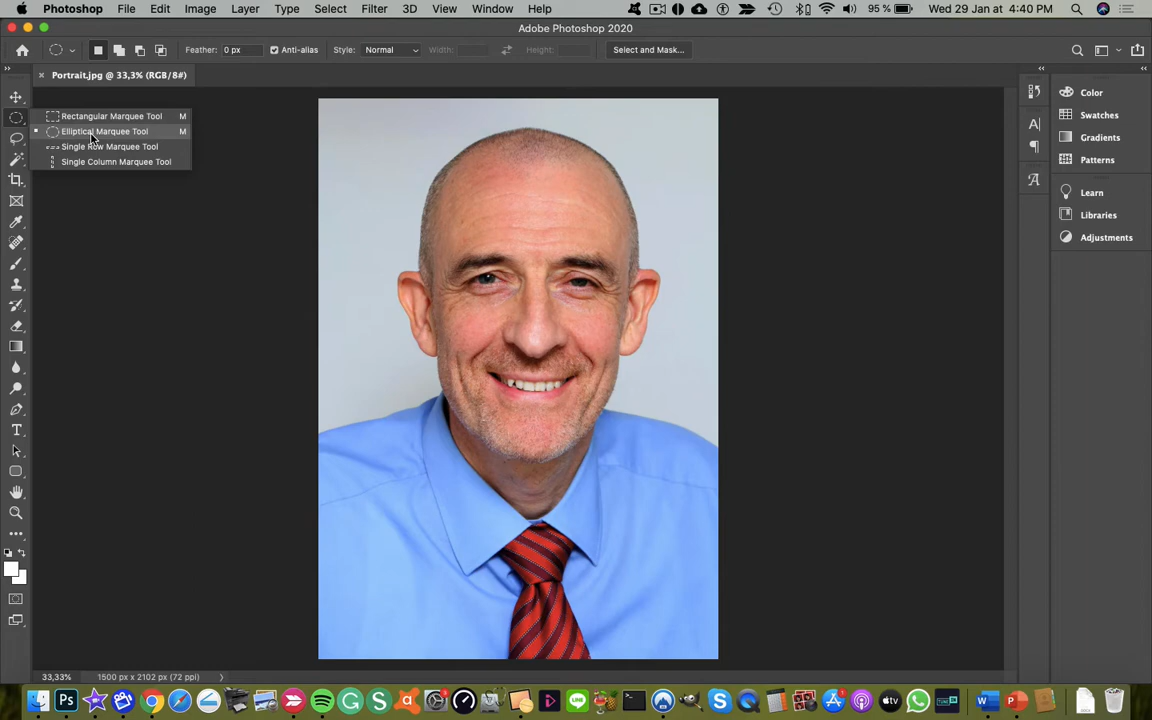 Photoshop File Edit Image Layer Type Select Filter 3D View Window Help 95 % Wed 29 Jan at 4:40 PM
Adobe Photoshop 2020
Feather: 0 px Anti-alias Style: Normal Width: Height: Select and Mask...
Portrait.jpg @ 33,3% (RGB/8#)
Rectangular Marquee Tool M
Elliptical Marquee Tool M
Single Row Marquee Tool
Single Column Marquee Tool
Color
Swatches
Gradients
Patterns
Learn
Libraries
Adjustments
33,33% 1500 px x 2102 px (72 ppi)